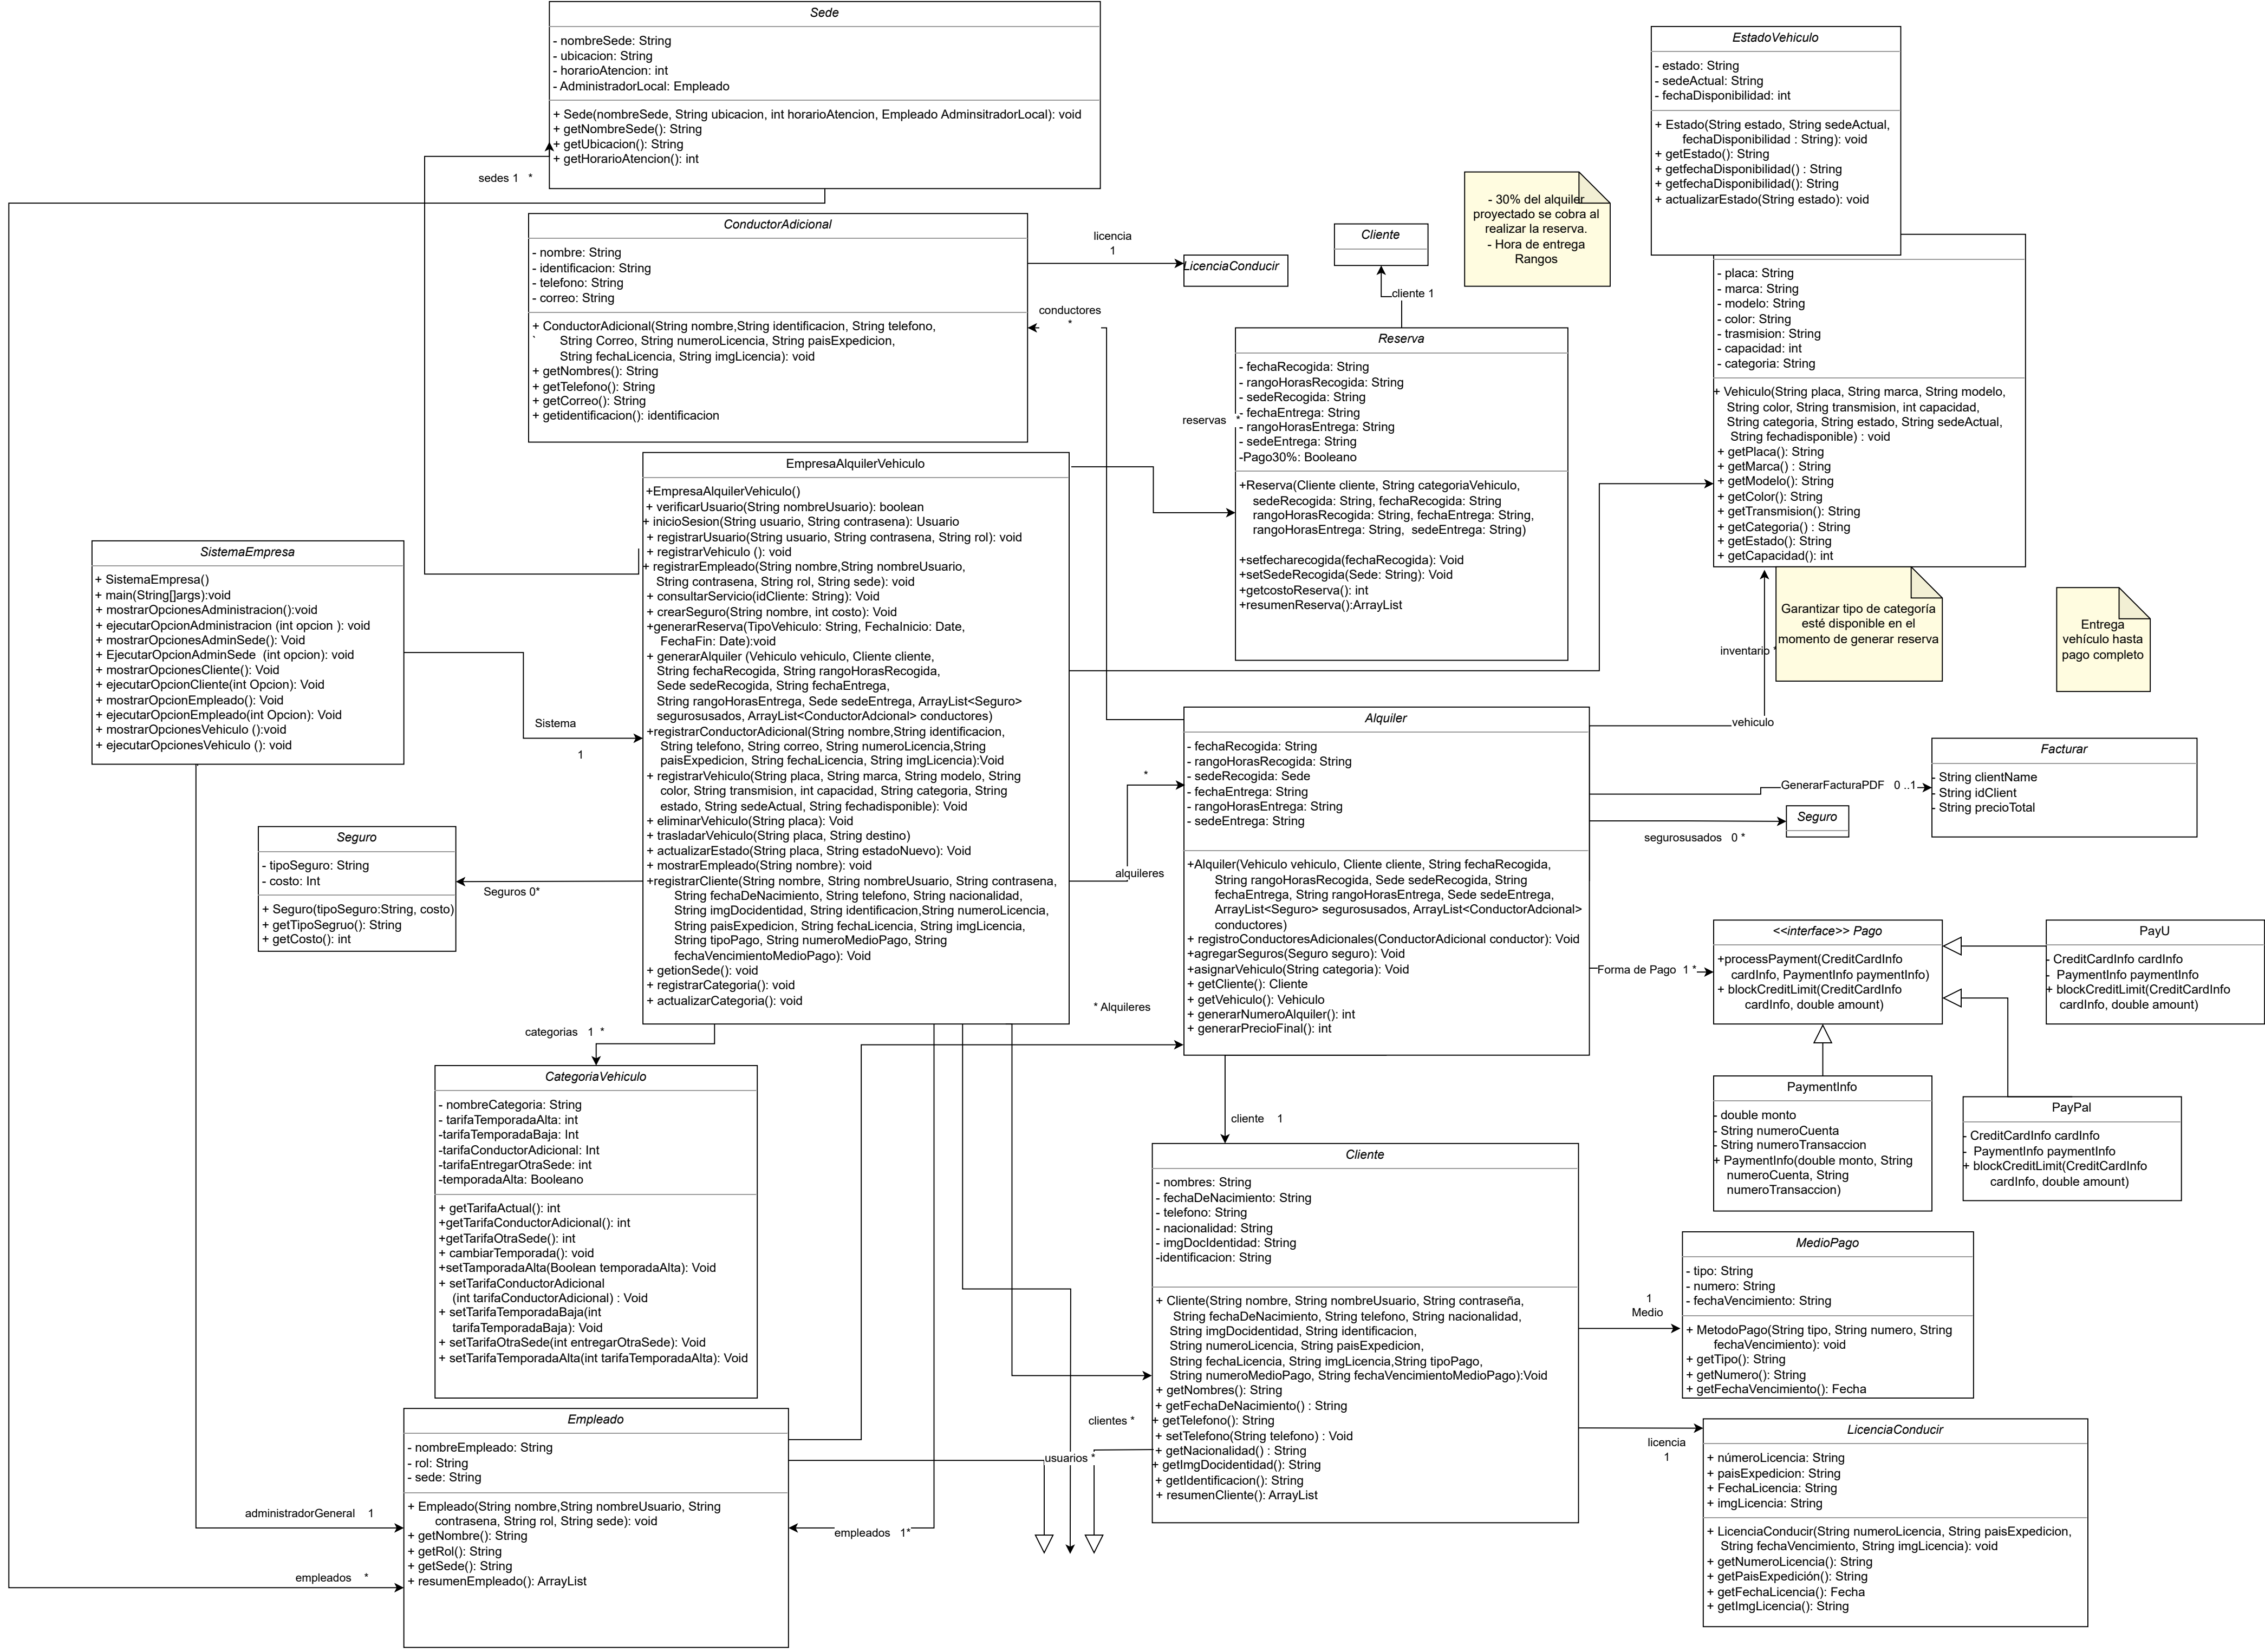 Sede
- nombreSede: String
- ubicacion: String
- horarioAtencion: int
- AdministradorLocal: Empleado
+ Sede(nombreSede, String ubicacion, int horarioAtencion, Empleado AdminsitradorLocal): void
+ getNombreSede(): String
+ getUbicacion(): String
+ getHorarioAtencion(): int
sedes 1 *
EstadoVehiculo
- estado: String
- sedeActual: String
- fechaDisponibilidad: int
+ Estado(String estado, String sedeActual,
fechaDisponibilidad : String): void
+ getEstado(): String
+ getfechaDisponibilidad() : String
+ getfechaDisponibilidad(): String
+ actualizarEstado(String estado): void
- 30% del alquiler
proyectado se cobra al
realizar la reserva.
- Hora de entrega
Rangos
ConductorAdicional
- nombre: String
- identificacion: String
- telefono: String
- correo: String
+ ConductorAdicional(String nombre,String identificacion, String telefono,
` String Correo, String numeroLicencia, String paisExpedicion,
String fechaLicencia, String imgLicencia): void
+ getNombres(): String
+ getTelefono(): String
+ getCorreo(): String
+ getidentificacion(): identificacion
licencia
1
LicenciaConducir
conductores
*
Cliente
cliente 1
Reserva
- fechaRecogida: String
- rangoHorasRecogida: String
- sedeRecogida: String
- fechaEntrega: String
- rangoHorasEntrega: String
- sedeEntrega: String
-Pago30%: Booleano
+Reserva(Cliente cliente, String categoriaVehiculo,
sedeRecogida: String, fechaRecogida: String
rangoHorasRecogida: String, fechaEntrega: String,
rangoHorasEntrega: String, sedeEntrega: String)
+setfecharecogida(fechaRecogida): Void
+setSedeRecogida(Sede: String): Void
+getcostoReserva(): int
+resumenReserva():ArrayList
reservas *
- placa: String
- marca: String
- modelo: String
- color: String
- trasmision: String
- capacidad: int
- categoria: String
+ Vehiculo(String placa, String marca, String modelo,
String color, String transmision, int capacidad,
String categoria, String estado, String sedeActual,
String fechadisponible) : void
+ getPlaca(): String
+ getMarca() : String
+ getModelo(): String
+ getColor(): String
+ getTransmision(): String
+ getCategoria() : String
+ getEstado(): String
+ getCapacidad(): int
Garantizar tipo de categoría
esté disponible en el
momento de generar reserva
Entrega
vehículo hasta
pago completo
inventario *
vehiculo
EmpresaAlquilerVehiculo
+EmpresaAlquilerVehiculo()
+ verificarUsuario(String nombreUsuario): boolean
+ inicioSesion(String usuario, String contrasena): Usuario
+ registrarUsuario(String usuario, String contrasena, String rol): void
+ registrarVehiculo (): void
+ registrarEmpleado(String nombre,String nombreUsuario,
String contrasena, String rol, String sede): void
+ consultarServicio(idCliente: String): Void
+ crearSeguro(String nombre, int costo): Void
+generarReserva(TipoVehiculo: String, FechaInicio: Date,
FechaFin: Date):void
+ generarAlquiler (Vehiculo vehiculo, Cliente cliente,
String fechaRecogida, String rangoHorasRecogida,
Sede sedeRecogida, String fechaEntrega,
String rangoHorasEntrega, Sede sedeEntrega, ArrayList<Seguro>
segurosusados, ArrayList<ConductorAdcional> conductores)
+registrarConductorAdicional(String nombre,String identificacion,
String telefono, String correo, String numeroLicencia,String
paisExpedicion, String fechaLicencia, String imgLicencia):Void
+ registrarVehiculo(String placa, String marca, String modelo, String
color, String transmision, int capacidad, String categoria, String
estado, String sedeActual, String fechadisponible): Void
+ eliminarVehiculo(String placa): Void
+ trasladarVehiculo(String placa, String destino)
+ actualizarEstado(String placa, String estadoNuevo): Void
+ mostrarEmpleado(String nombre): void
+registrarCliente(String nombre, String nombreUsuario, String contrasena,
String fechaDeNacimiento, String telefono, String nacionalidad,
String imgDocidentidad, String identificacion,String numeroLicencia,
String paisExpedicion, String fechaLicencia, String imgLicencia,
String tipoPago, String numeroMedioPago, String
fechaVencimientoMedioPago): Void
+ getionSede(): void
+ registrarCategoria(): void
+ actualizarCategoria(): void
SistemaEmpresa
+ SistemaEmpresa()
+ main(String[]args):void
+ mostrarOpcionesAdministracion():void
+ ejecutarOpcionAdministracion (int opcion ): void
+ mostrarOpcionesAdminSede(): Void
+ EjecutarOpcionAdminSede (int opcion): void
+ mostrarOpcionesCliente(): Void
+ ejecutarOpcionCliente(int Opcion): Void
+ mostrarOpcionEmpleado(): Void
+ ejecutarOpcionEmpleado(int Opcion): Void
+ mostrarOpcionesVehiculo ():void
+ ejecutarOpcionesVehiculo (): void
Sistema
1
Seguro
- tipoSeguro: String
- costo: Int
+ Seguro(tipoSeguro:String, costo)
+ getTipoSegruo(): String
+ getCosto(): int
Seguros 0*
Alquiler
- fechaRecogida: String
- rangoHorasRecogida: String
- sedeRecogida: Sede
- fechaEntrega: String
- rangoHorasEntrega: String
- sedeEntrega: String
+Alquiler(Vehiculo vehiculo, Cliente cliente, String fechaRecogida,
String rangoHorasRecogida, Sede sedeRecogida, String
fechaEntrega, String rangoHorasEntrega, Sede sedeEntrega,
ArrayList<Seguro> segurosusados, ArrayList<ConductorAdcional>
conductores)
+ registroConductoresAdicionales(ConductorAdicional conductor): Void
+agregarSeguros(Seguro seguro): Void
+asignarVehiculo(String categoria): Void
+ getCliente(): Cliente
+ getVehiculo(): Vehiculo
+ generarNumeroAlquiler(): int
+ generarPrecioFinal(): int
*
alquileres
* Alquileres
Facturar
- String clientName
- String idClient
- String precioTotal
GenerarFacturaPDF 0 ..1
Seguro
segurosusados 0 *
Forma de Pago 1 *
<<interface>> Pago
+processPayment(CreditCardInfo
cardInfo, PaymentInfo paymentInfo)
+ blockCreditLimit(CreditCardInfo
cardInfo, double amount)
PayU
- CreditCardInfo cardInfo
- PaymentInfo paymentInfo
+ blockCreditLimit(CreditCardInfo
cardInfo, double amount)
PaymentInfo
- double monto
- String numeroCuenta
- String numeroTransaccion
+ PaymentInfo(double monto, String
numeroCuenta, String
numeroTransaccion)
PayPal
- CreditCardInfo cardInfo
- PaymentInfo paymentInfo
+ blockCreditLimit(CreditCardInfo
cardInfo, double amount)
categorias 1 *
CategoriaVehiculo
- nombreCategoria: String
- tarifaTemporadaAlta: int
-tarifaTemporadaBaja: Int
-tarifaConductorAdicional: Int
-tarifaEntregarOtraSede: int
-temporadaAlta: Booleano
+ getTarifaActual(): int
+getTarifaConductorAdicional(): int
+getTarifaOtraSede(): int
+ cambiarTemporada(): void
+setTamporadaAlta(Boolean temporadaAlta): Void
+ setTarifaConductorAdicional
(int tarifaConductorAdicional) : Void
+ setTarifaTemporadaBaja(int
tarifaTemporadaBaja): Void
+ setTarifaOtraSede(int entregarOtraSede): Void
+ setTarifaTemporadaAlta(int tarifaTemporadaAlta): Void
cliente 1
Cliente
- nombres: String
- fechaDeNacimiento: String
- telefono: String
- nacionalidad: String
- imgDocIdentidad: String
-identificacion: String
+ Cliente(String nombre, String nombreUsuario, String contraseña,
String fechaDeNacimiento, String telefono, String nacionalidad,
String imgDocidentidad, String identificacion,
String numeroLicencia, String paisExpedicion,
String fechaLicencia, String imgLicencia,String tipoPago,
String numeroMedioPago, String fechaVencimientoMedioPago):Void
+ getNombres(): String
+ getFechaDeNacimiento() : String
+ getTelefono(): String
+ setTelefono(String telefono) : Void
+ getNacionalidad() : String
+ getImgDocidentidad(): String
+ getIdentificacion(): String
+ resumenCliente(): ArrayList
1
Medio
MedioPago
- tipo: String
- numero: String
- fechaVencimiento: String
+ MetodoPago(String tipo, String numero, String
fechaVencimiento): void
+ getTipo(): String
+ getNumero(): String
+ getFechaVencimiento(): Fecha
licencia
1
LicenciaConducir
+ númeroLicencia: String
+ paisExpedicion: String
+ FechaLicencia: String
+ imgLicencia: String
+ LicenciaConducir(String numeroLicencia, String paisExpedicion,
String fechaVencimiento, String imgLicencia): void
+ getNumeroLicencia(): String
+ getPaisExpedición(): String
+ getFechaLicencia(): Fecha
+ getImgLicencia(): String
clientes *
usuarios *
Empleado
- nombreEmpleado: String
- rol: String
- sede: String
+ Empleado(String nombre,String nombreUsuario, String
contrasena, String rol, String sede): void
+ getNombre(): String
+ getRol(): String
+ getSede(): String
+ resumenEmpleado(): ArrayList
administradorGeneral 1
empleados *
empleados 1*